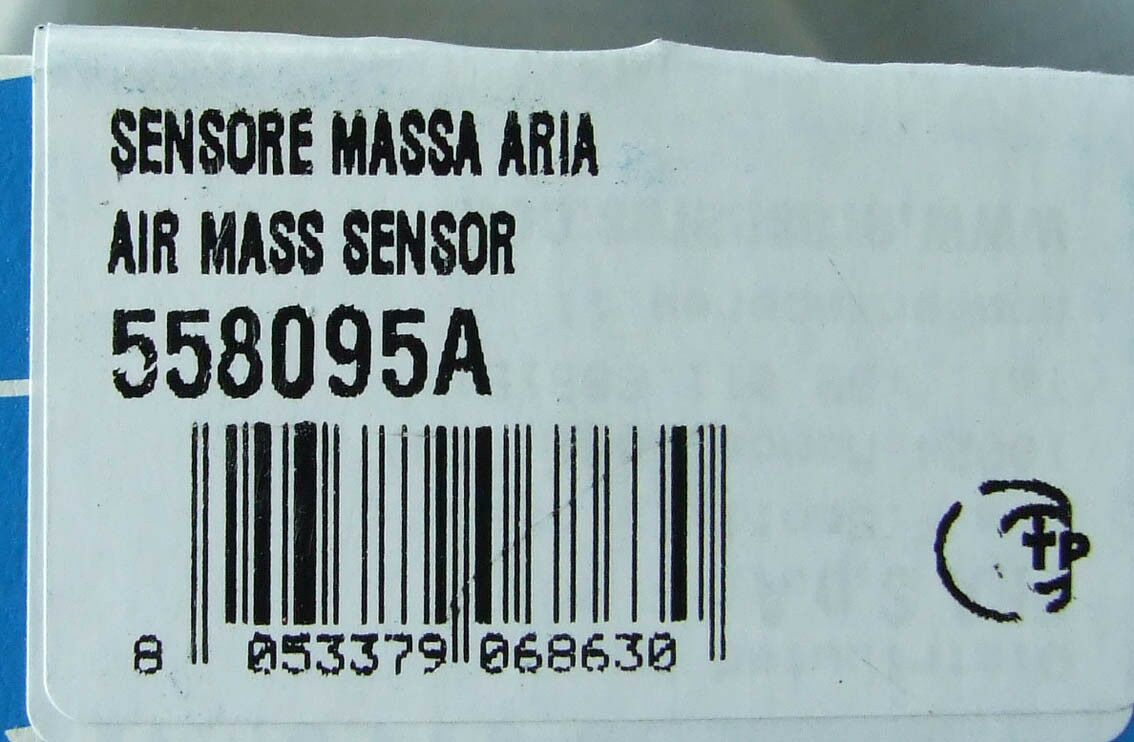 SENSORE MASSA ARIA
AIR MASS SENSOR
558095A
8 053379 068630